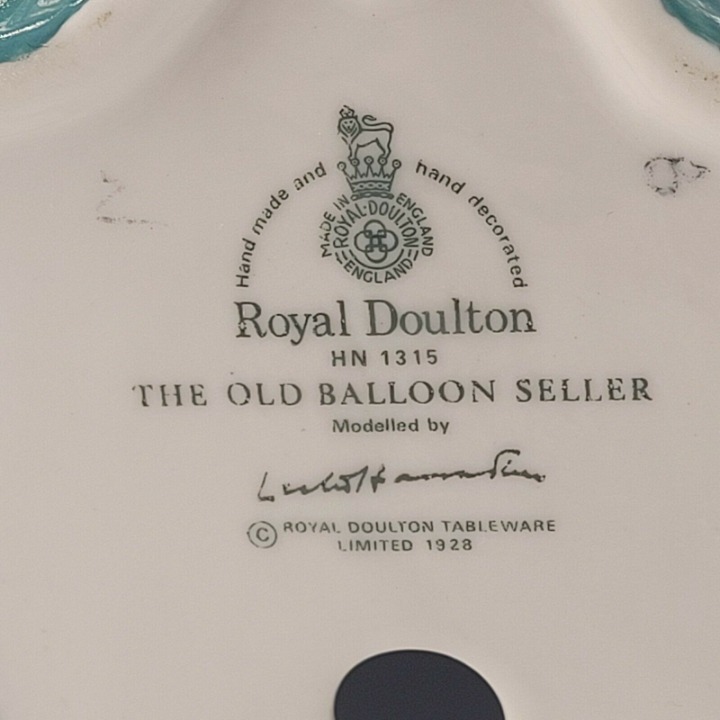 Hand made and hand decorated
MADE IN ENGLAND
ROYAL·DOULTON
ENGLAND
Royal Doulton
HN 1315
THE OLD BALLOON SELLER
Modelled by
© ROYAL DOULTON TABLEWARE
LIMITED 1928